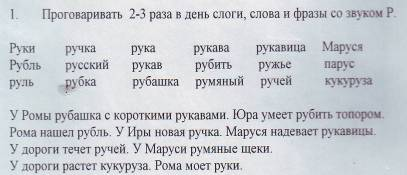 1. Проговаривать 2-3 раза в день слоги, слова и фразы со звуком Р.
Руки ручка рука рукава рукавица Маруся
Рубль русский рукав рубить ружье парус
руль рубка рубашка румяный ручей кукуруза
У Ромы рубашка с короткими рукавами. Юра умеет рубить топором.
Рома нашел рубль. У Иры новая ручка. Маруся надевает рукавицы.
У дороги течет ручей. У Маруси румяные щеки.
У дороги растет кукуруза. Рома моет руки.